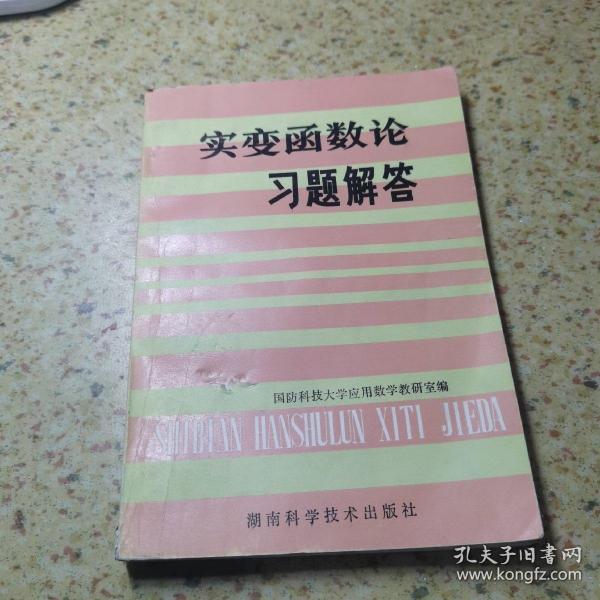 实变函数论
习题解答
国防科技大学应用数学教研室编
SHIBIAN HANSHULUN XITI JIEDA
湖南科学技术出版社
孔夫子旧书网
www.kongfz.com